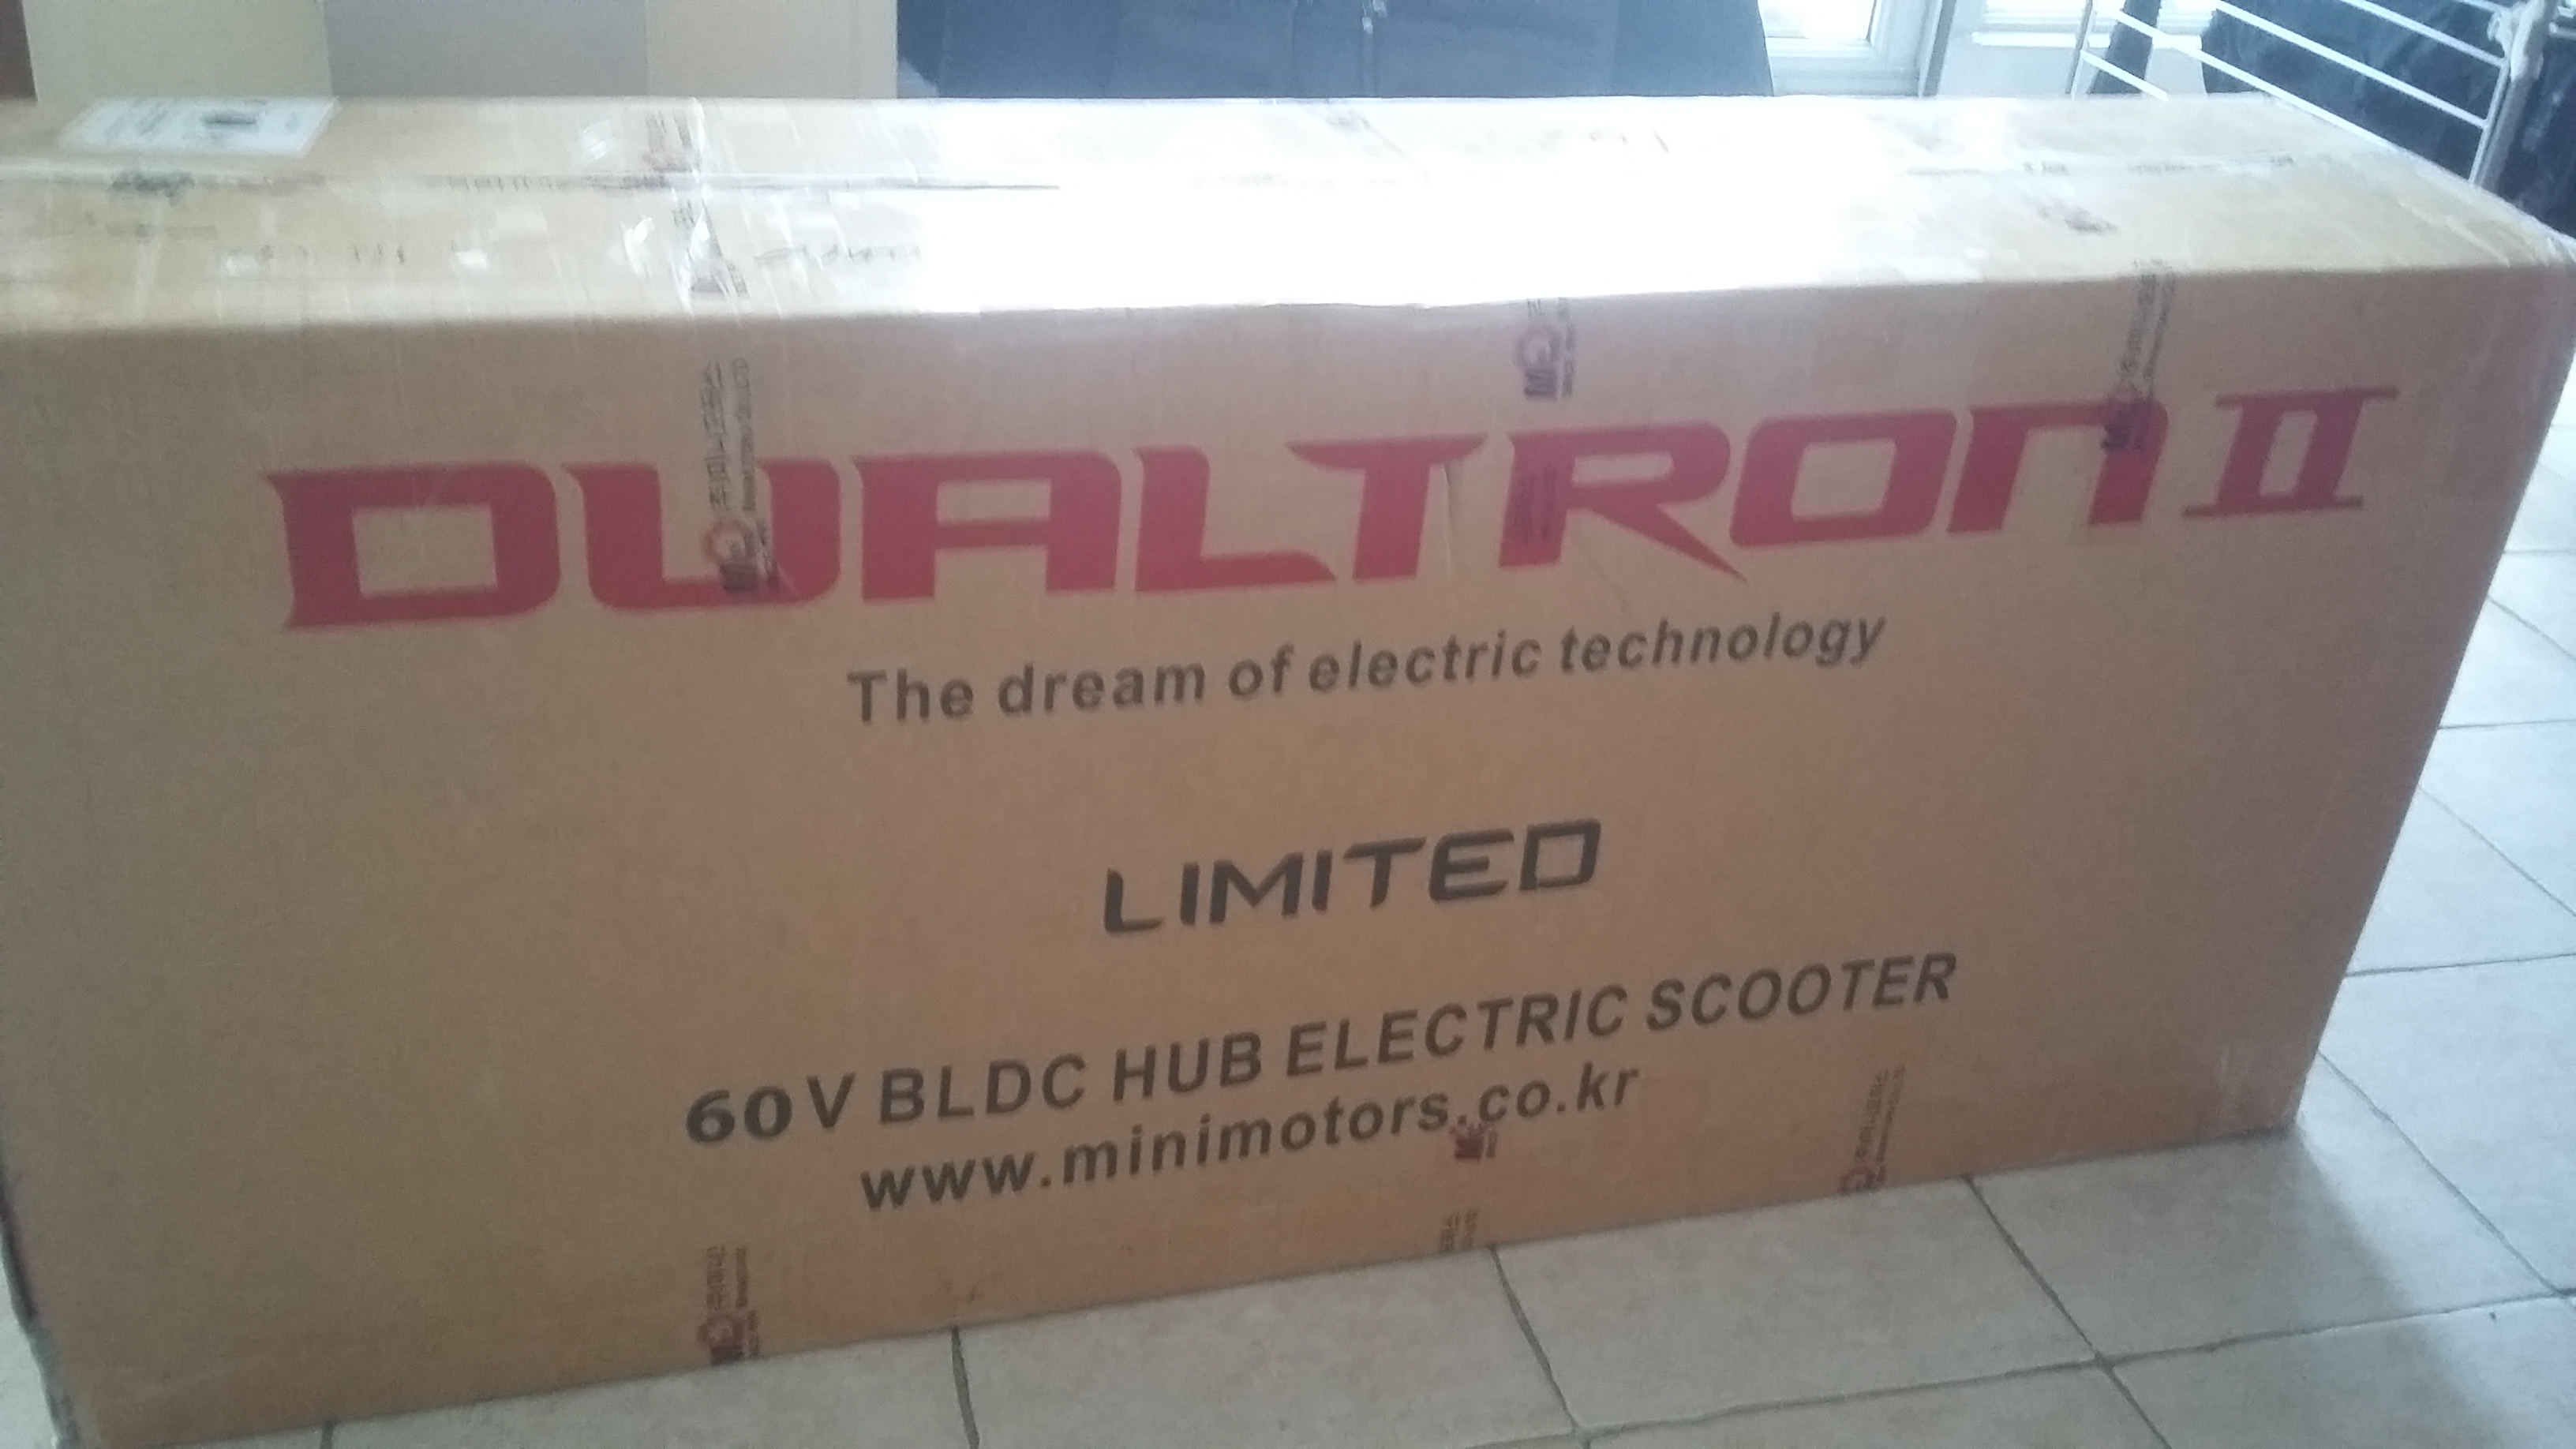 DUALTRON II
The dream of electric technology
LIMITED
60V BLDC HUB ELECTRIC SCOOTER
www.minimotors.co.kr